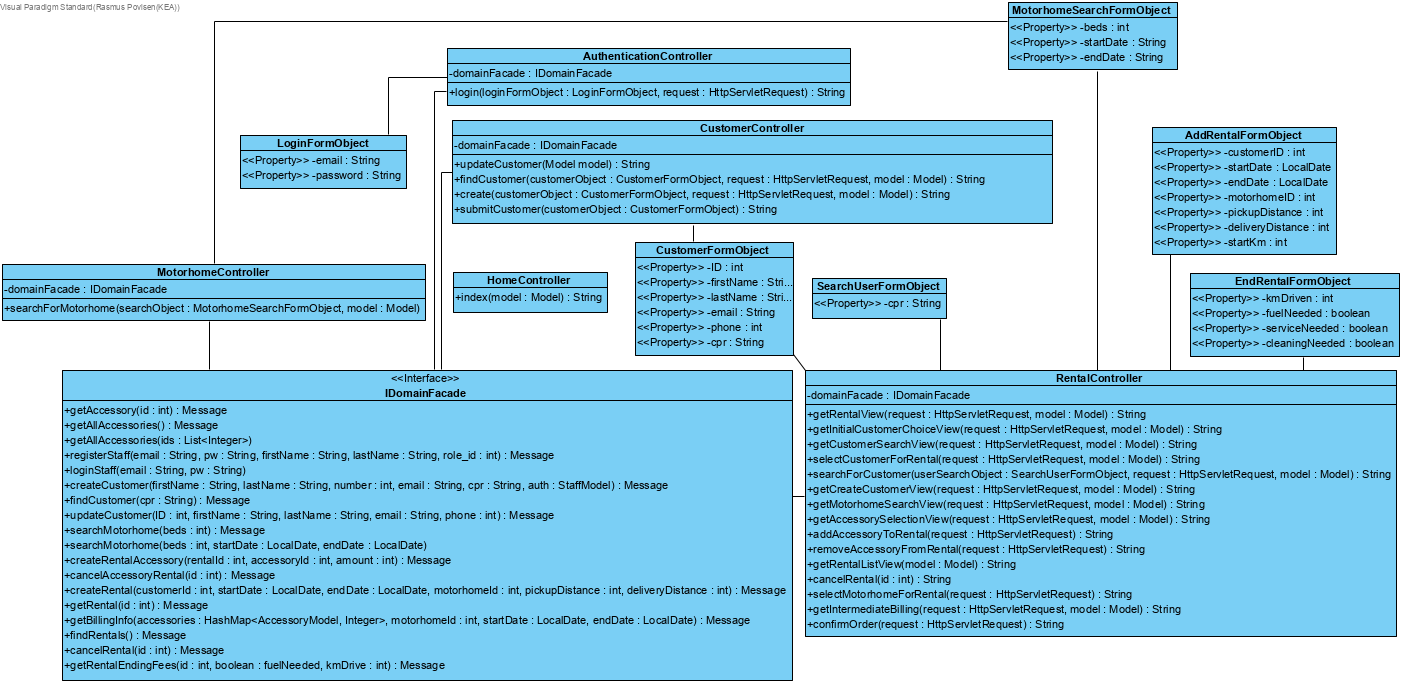 Visual Paradigm Standard(Rasmus Povlsen(KEA))
MotorhomeSearchFormObject
<<Property>> -beds : int
<<Property>> -startDate : String
<<Property>> -endDate : String
AuthenticationController
-domainFacade : IDomainFacade
+login(loginFormObject : LoginFormObject, request : HttpServletRequest) : String
LoginFormObject
<<Property>> -email : String
<<Property>> -password : String
CustomerController
-domainFacade : IDomainFacade
+updateCustomer(Model model) : String
+findCustomer(customerObject : CustomerFormObject, request : HttpServletRequest, model : Model) : String
+create(customerObject : CustomerFormObject, request : HttpServletRequest, model : Model) : String
+submitCustomer(customerObject : CustomerFormObject) : String
AddRentalFormObject
<<Property>> -customerID : int
<<Property>> -startDate : LocalDate
<<Property>> -endDate : LocalDate
<<Property>> -motorhomeID : int
<<Property>> -pickupDistance : int
<<Property>> -deliveryDistance : int
<<Property>> -startKm : int
MotorhomeController
-domainFacade : IDomainFacade
+searchForMotorhome(searchObject : MotorhomeSearchFormObject, model : Model)
HomeController
+index(model : Model) : String
CustomerFormObject
<<Property>> -ID : int
<<Property>> -firstName : Stri...
<<Property>> -lastName : Stri...
<<Property>> -email : String
<<Property>> -phone : int
<<Property>> -cpr : String
SearchUserFormObject
<<Property>> -cpr : String
EndRentalFormObject
<<Property>> -kmDriven : int
<<Property>> -fuelNeeded : boolean
<<Property>> -serviceNeeded : boolean
<<Property>> -cleaningNeeded : boolean
<<Interface>>
IDomainFacade
+getAccessory(id : int) : Message
+getAllAccessories() : Message
+getAllAccessories(ids : List<Integer>)
+registerStaff(email : String, pw : String, firstName : String, lastName : String, role_id : int) : Message
+loginStaff(email : String, pw : String)
+createCustomer(firstName : String, lastName : String, number : int, email : String, cpr : String, auth : StaffModel) : Message
+findCustomer(cpr : String) : Message
+updateCustomer(ID : int, firstName : String, lastName : String, email : String, phone : int) : Message
+searchMotorhome(beds : int) : Message
+searchMotorhome(beds : int, startDate : LocalDate, endDate : LocalDate)
+createRentalAccessory(rentalId : int, accessoryId : int, amount : int) : Message
+cancelAccessoryRental(id : int) : Message
+createRental(customerId : int, startDate : LocalDate, endDate : LocalDate, motorhomeId : int, pickupDistance : int, deliveryDistance : int) : Message
+getRental(id : int) : Message
+getBillingInfo(accessories : HashMap<AccessoryModel, Integer>, motorhomeId : int, startDate : LocalDate, endDate : LocalDate) : Message
+findRentals() : Message
+cancelRental(id : int) : Message
+getRentalEndingFees(id : int, boolean : fuelNeeded, kmDrive : int) : Message
RentalController
-domainFacade : IDomainFacade
+getRentalView(request : HttpServletRequest, model : Model) : String
+getInitialCustomerChoiceView(request : HttpServletRequest, model : Model) : String
+getCustomerSearchView(request : HttpServletRequest, model : Model) : String
+selectCustomerForRental(request : HttpServletRequest, model : Model) : String
+searchForCustomer(userSearchObject : SearchUserFormObject, request : HttpServletRequest, model : Model) : String
+getCreateCustomerView(request : HttpServletRequest, model : Model) : String
+getMotorhomeSearchView(request : HttpServletRequest, model : Model) : String
+getAccessorySelectionView(request : HttpServletRequest, model : Model) : String
+addAccessoryToRental(request : HttpServletRequest) : String
+removeAccessoryFromRental(request : HttpServletRequest) : String
+getRentalListView(model : Model) : String
+cancelRental(id : int) : String
+selectMotorhomeForRental(request : HttpServletRequest) : String
+getIntermediateBilling(request : HttpServletRequest, model : Model) : String
+confirmOrder(request : HttpServletRequest) : String